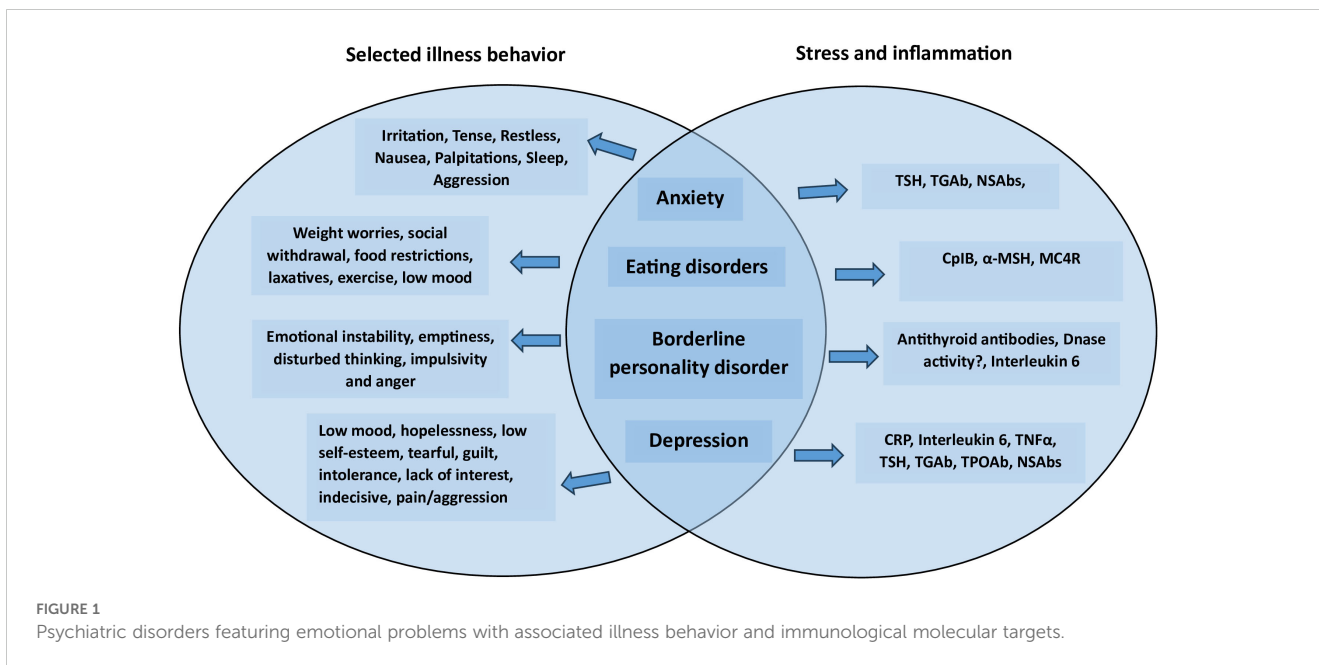 Selected illness behavior
Stress and inflammation
Irritation, Tense, Restless,
Nausea, Palpitations, Sleep,
Aggression
Anxiety
TSH, TGAb, NSAbs,
Weight worries, social
withdrawal, food restrictions,
laxatives, exercise, low mood
Eating disorders
CpIB, α-MSH, MC4R
Emotional instability, emptiness,
disturbed thinking, impulsivity
and anger
Borderline
personality disorder
Antithyroid antibodies, Dnase
activity?, Interleukin 6
Low mood, hopelessness, low
self-esteem, tearful, guilt,
intolerance, lack of interest,
indecisive, pain/aggression
Depression
CRP, Interleukin 6, TNFα,
TSH, TGAb, TPOAb, NSAbs
FIGURE 1
Psychiatric disorders featuring emotional problems with associated illness behavior and immunological molecular targets.